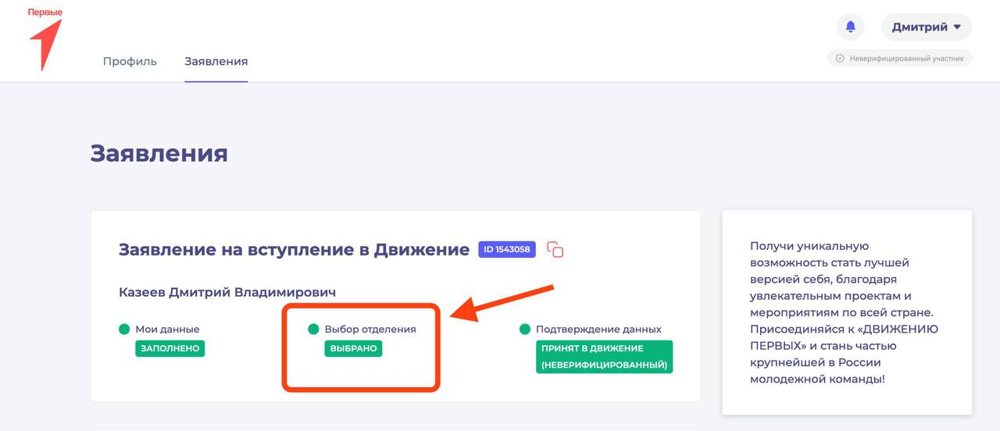 Первые
Дмитрий
Профиль
Заявления
Неверифицированный участник
Заявления
Заявление на вступление в Движение
ID 1543058
Казеев Дмитрий Владимирович
Мои данные
ЗАПОЛНЕНО
Выбор отделения
ВЫБРАНО
Подтверждение данных
ПРИНЯТ В ДВИЖЕНИЕ
(НЕВЕРИФИЦИРОВАННЫЙ)
Получи уникальную
возможность стать лучшей
версией себя, благодаря
увлекательным проектам и
мероприятиям по всей стране.
Присоединяйся к «ДВИЖЕНИЮ
ПЕРВЫХ» и стань частью
крупнейшей в России
молодежной команды!